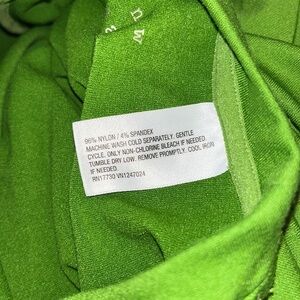 96% NYLON / 4% SPANDEX
MACHINE WASH COLD SEPARATELY. GENTLE
CYCLE. ONLY NON-CHLORINE BLEACH IF NEEDED.
TUMBLE DRY LOW. REMOVE PROMPTLY. COOL IRON
IF NEEDED.
RN17730 VN1247024